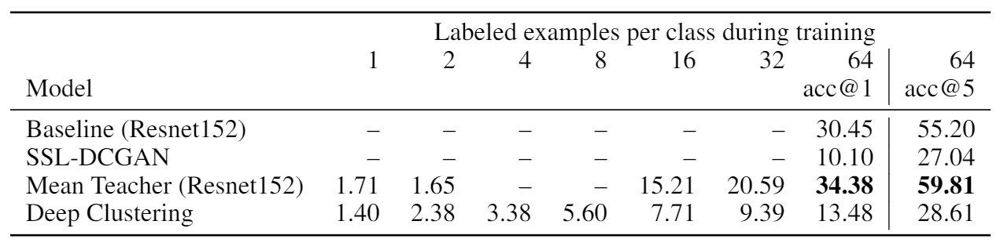 Labeled examples per class during training
1 2 4 8 16 32 64 64
Model acc@1 acc@5
Baseline (Resnet152) – – – – – – 30.45 55.20
SSL-DCGAN – – – – – – 10.10 27.04
Mean Teacher (Resnet152) 1.71 1.65 – – 15.21 20.59 34.38 59.81
Deep Clustering 1.40 2.38 3.38 5.60 7.71 9.39 13.48 28.61